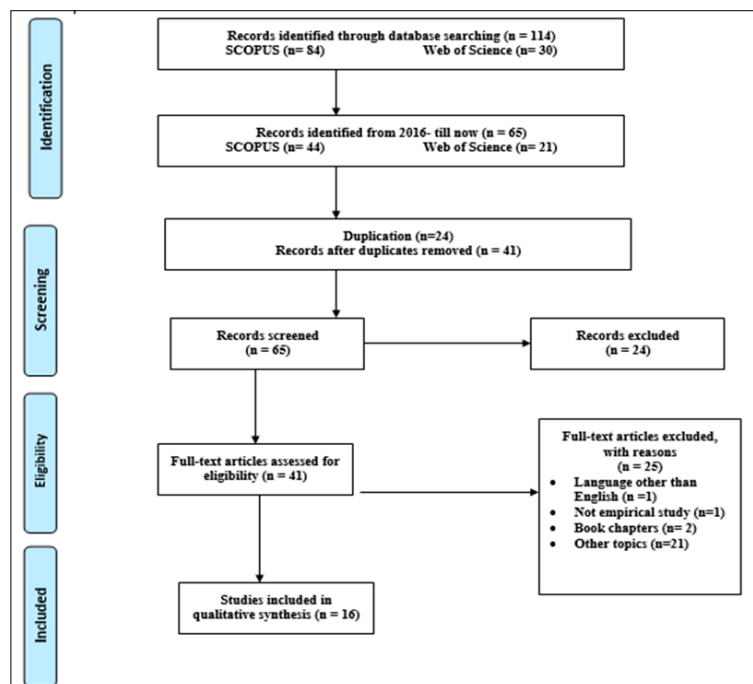 Identification
Records identified through database searching (n = 114)
SCOPUS (n= 84) Web of Science (n= 30)
Records identified from 2016- till now (n = 65)
SCOPUS (n= 44) Web of Science (n= 21)
Screening
Duplication (n=24)
Records after duplicates removed (n = 41)
Records screened
(n = 65)
Records excluded
(n = 24)
Eligibility
Full-text articles assessed for
eligibility (n = 41)
Full-text articles excluded,
with reasons
(n = 25)
• Language other than
English (n =1)
• Not empirical study (n=1)
• Book chapters (n= 2)
• Other topics (n=21)
Included
Studies included in
qualitative synthesis (n = 16)